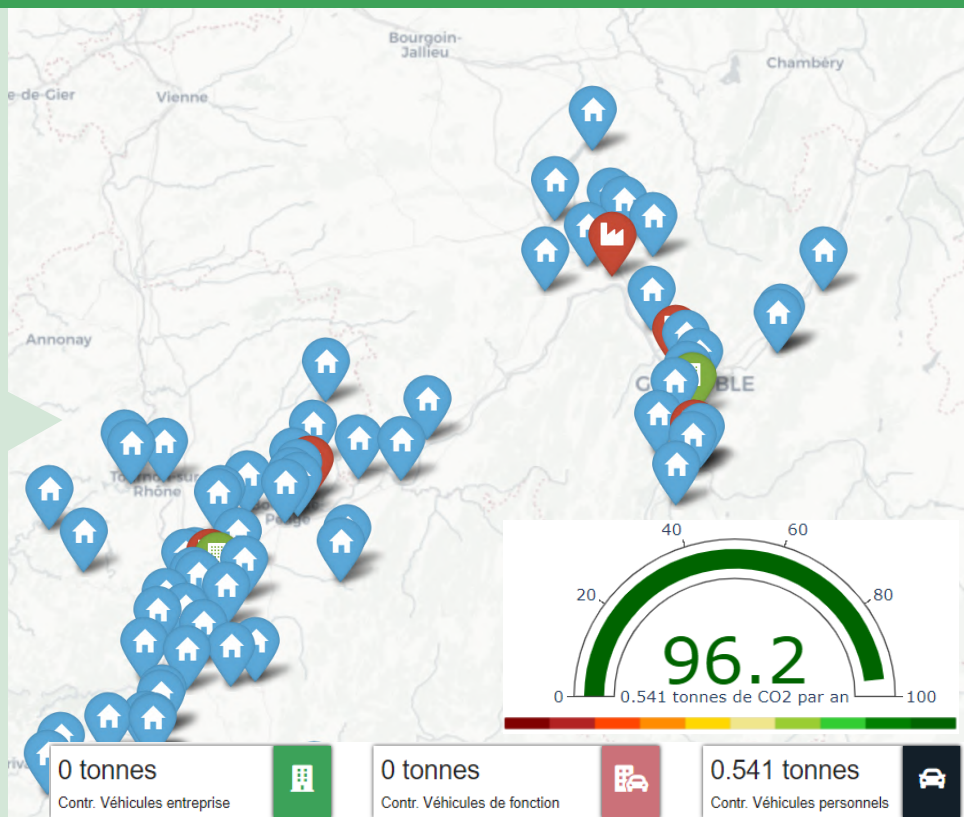 Bourgoin-
Jallieu
Chambéry
e-de-Gier
Vienne
Annonay
Rhône
BLE
40
60
20
80
96.2
0
0.541 tonnes de CO2 par an
100
0 tonnes
Contr. Véhicules entreprise
0 tonnes
Contr. Véhicules de fonction
0.541 tonnes
Contr. Véhicules personnels